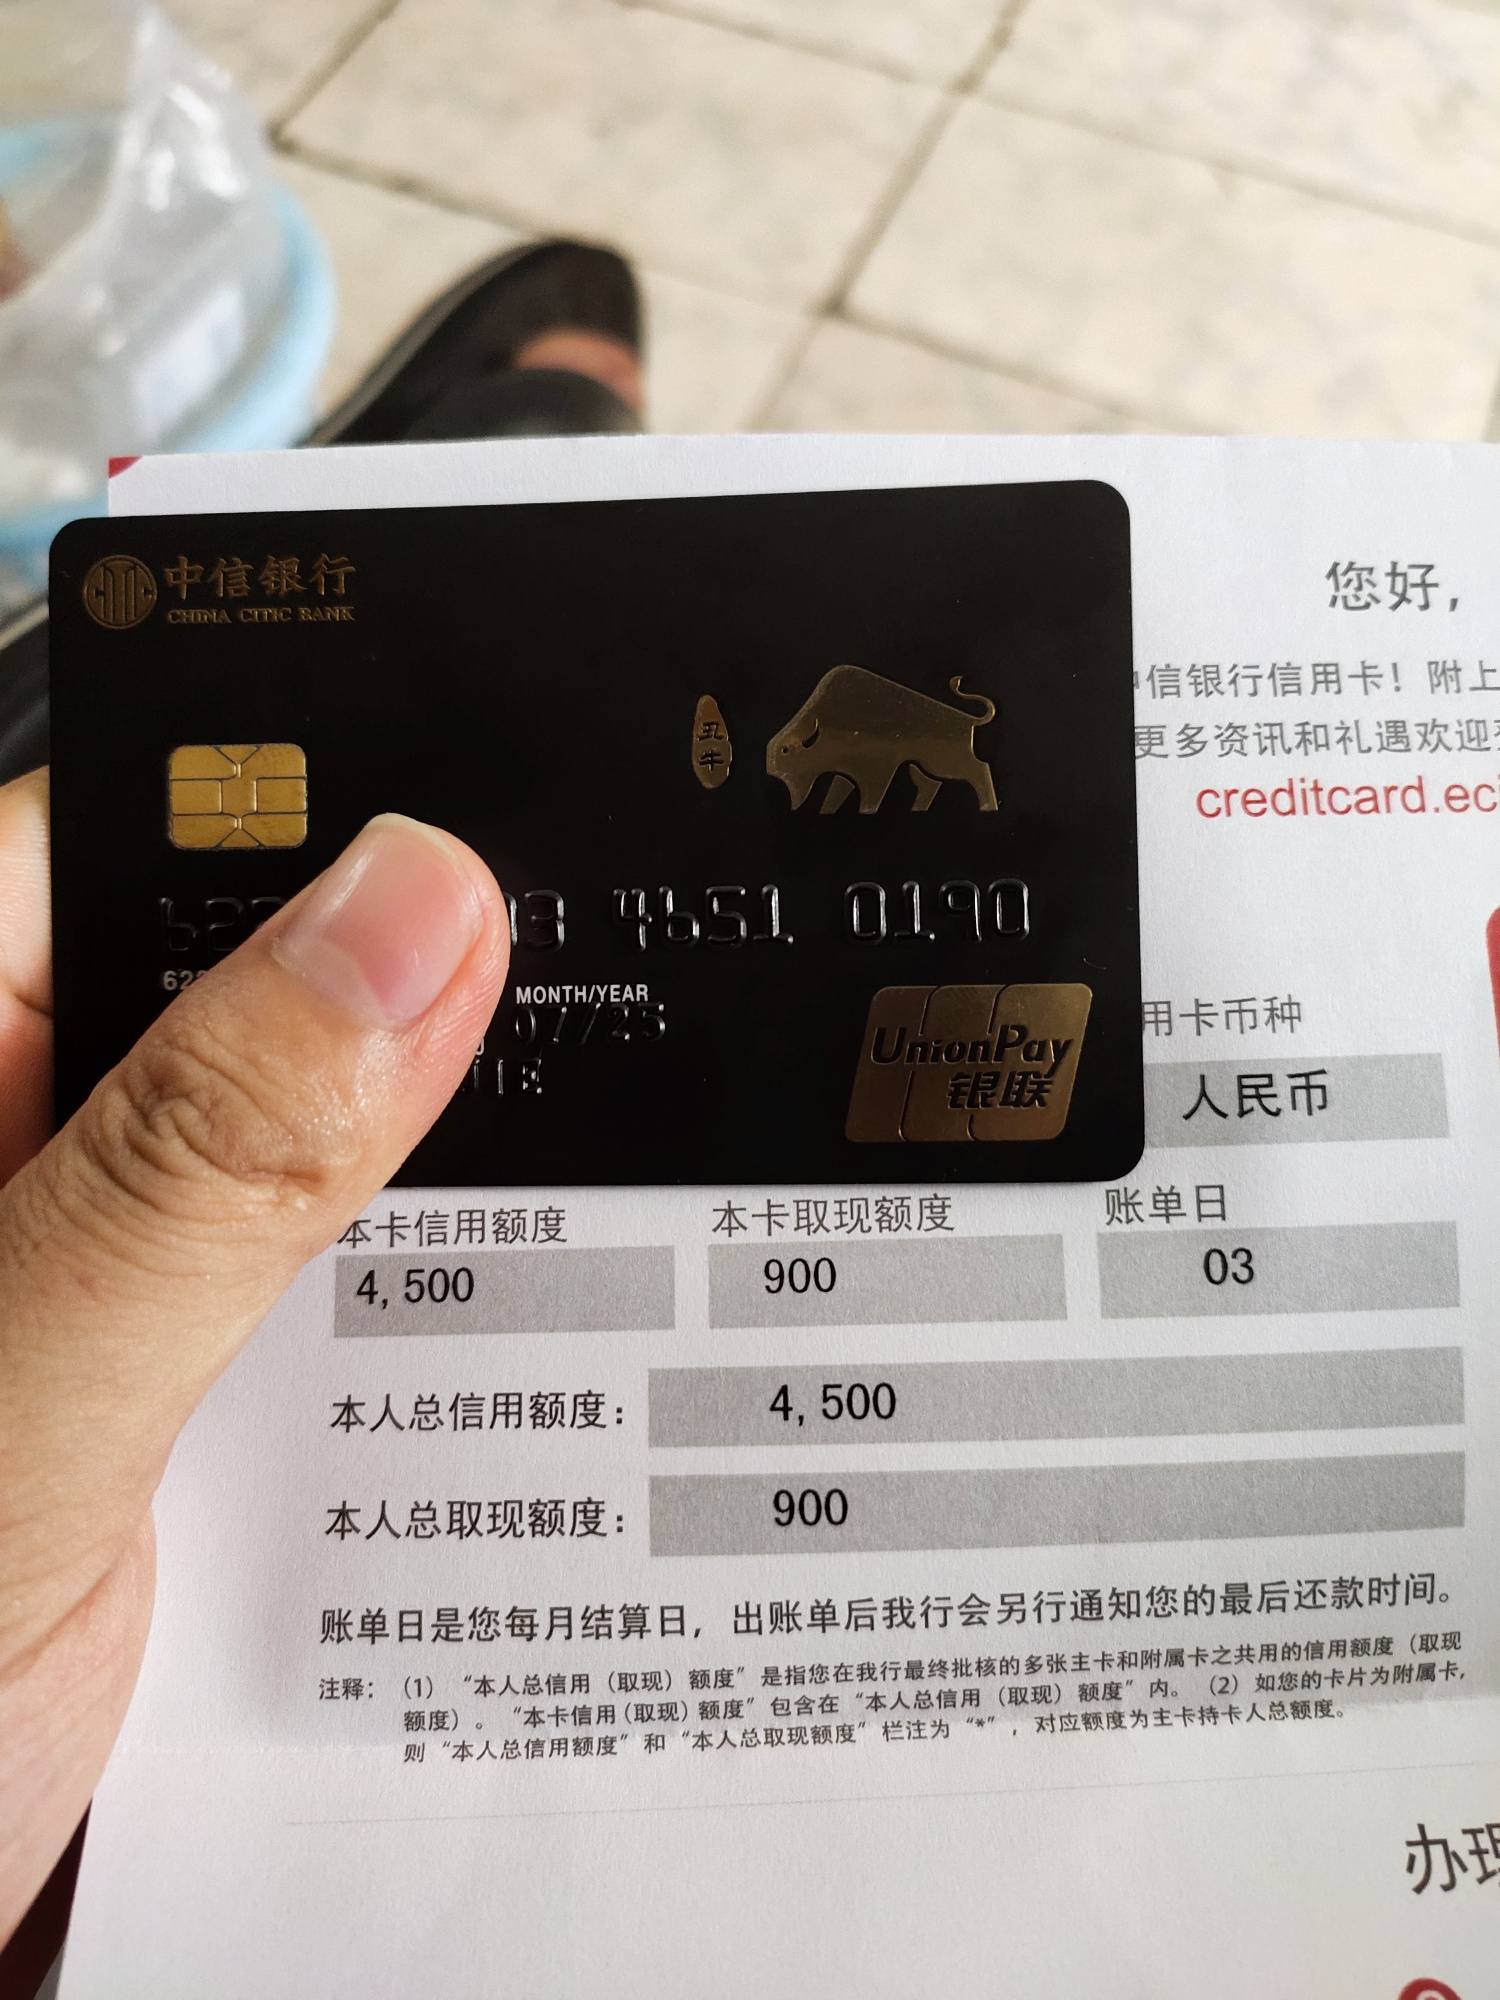 中信银行
CHINA CITIC BANK
丑牛
4651 0190
MONTH/YEAR
07/25
UnionPay
银联
您好，
信银行信用卡！附上
更多资讯和礼遇欢迎
creditcard.eci
用卡币种
人民币
本卡信用额度 本卡取现额度 账单日
4,500 900 03
本人总信用额度： 4,500
本人总取现额度： 900
账单日是您每月结算日，出账单后我行会另行通知您的最后还款时间。
注释：（1）“本人总信用（取现）额度”是指您在我行最终批核的多张主卡和附属卡之共用的信用额度（取现
额度）。“本卡信用（取现）额度”包含在“本人总信用（取现）额度”内。（2）如您的卡片为附属卡，
则“本人总信用额度”和“本人总取现额度”栏注为“*”，对应额度为主卡持卡人总额度。
办理